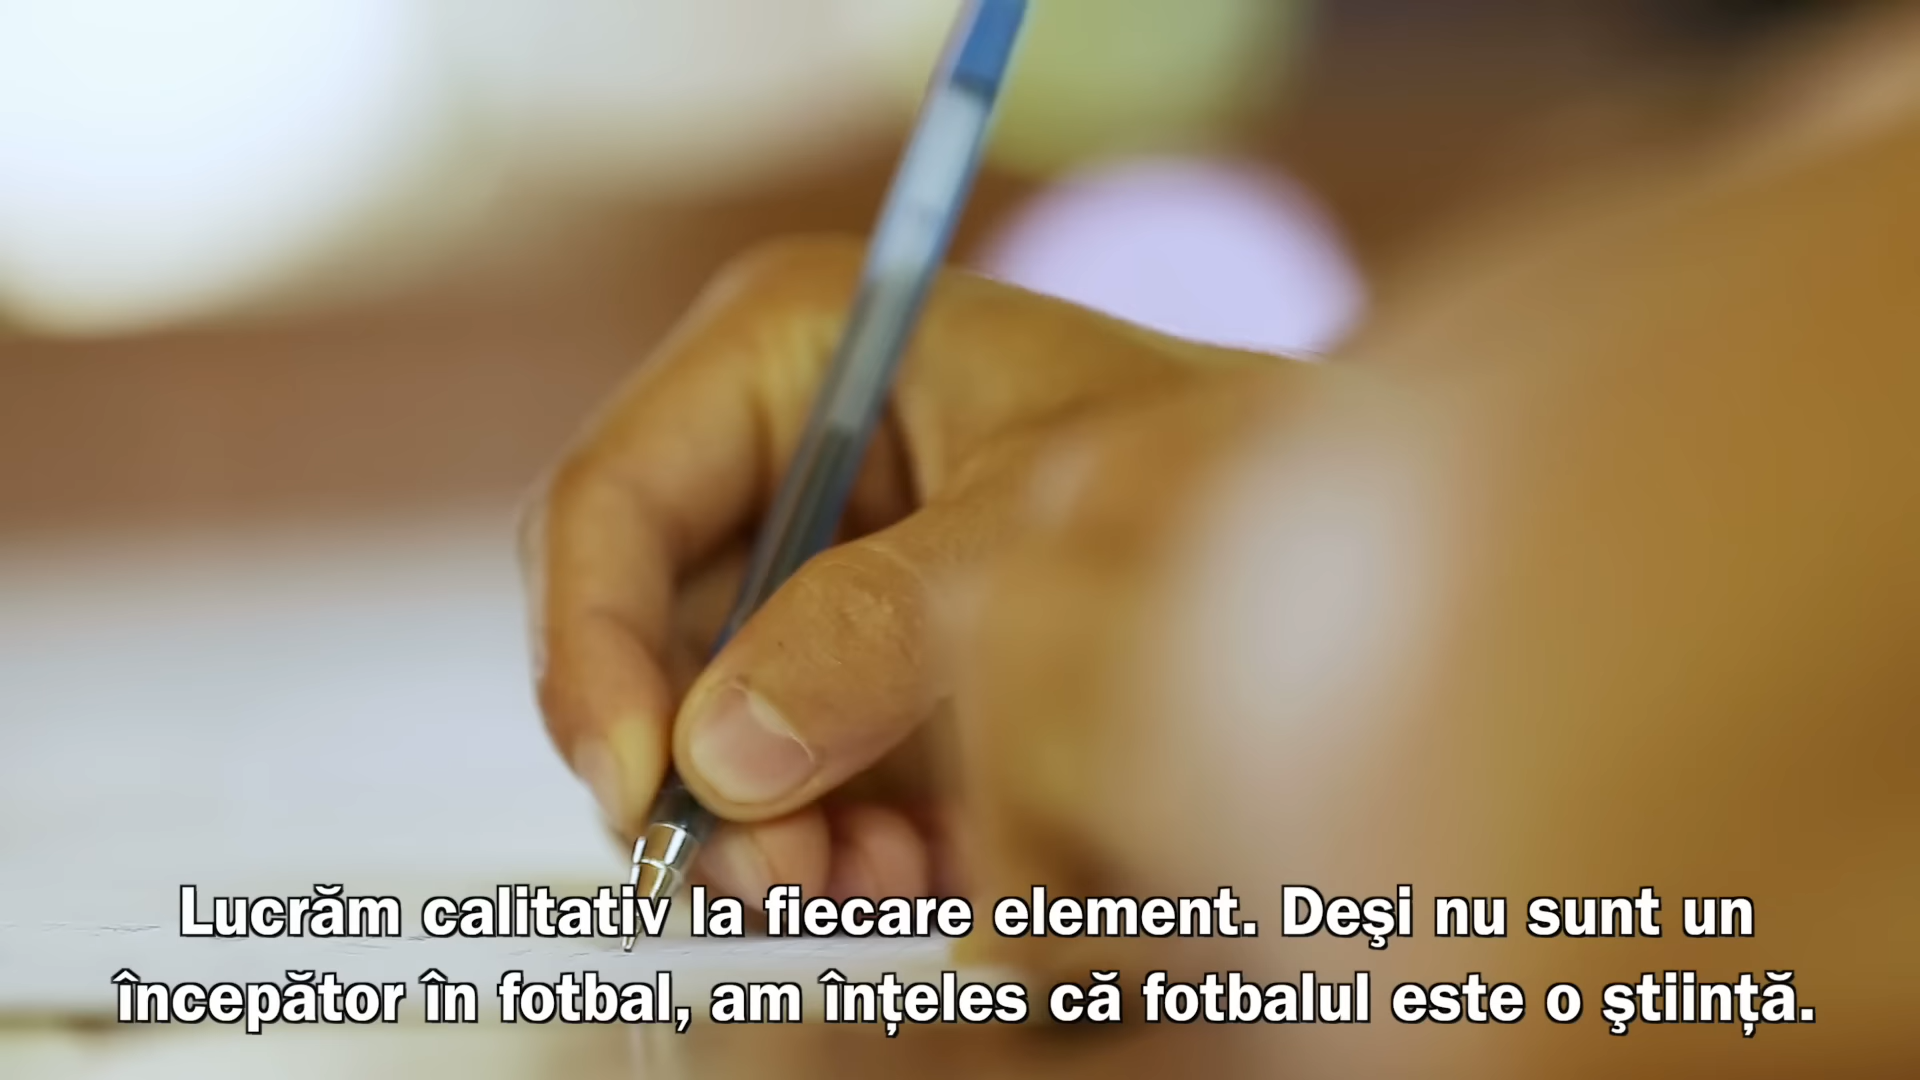 Lucrăm calitativ la fiecare element. Deşi nu sunt un
începător în fotbal, am înțeles că fotbalul este o ştiință.